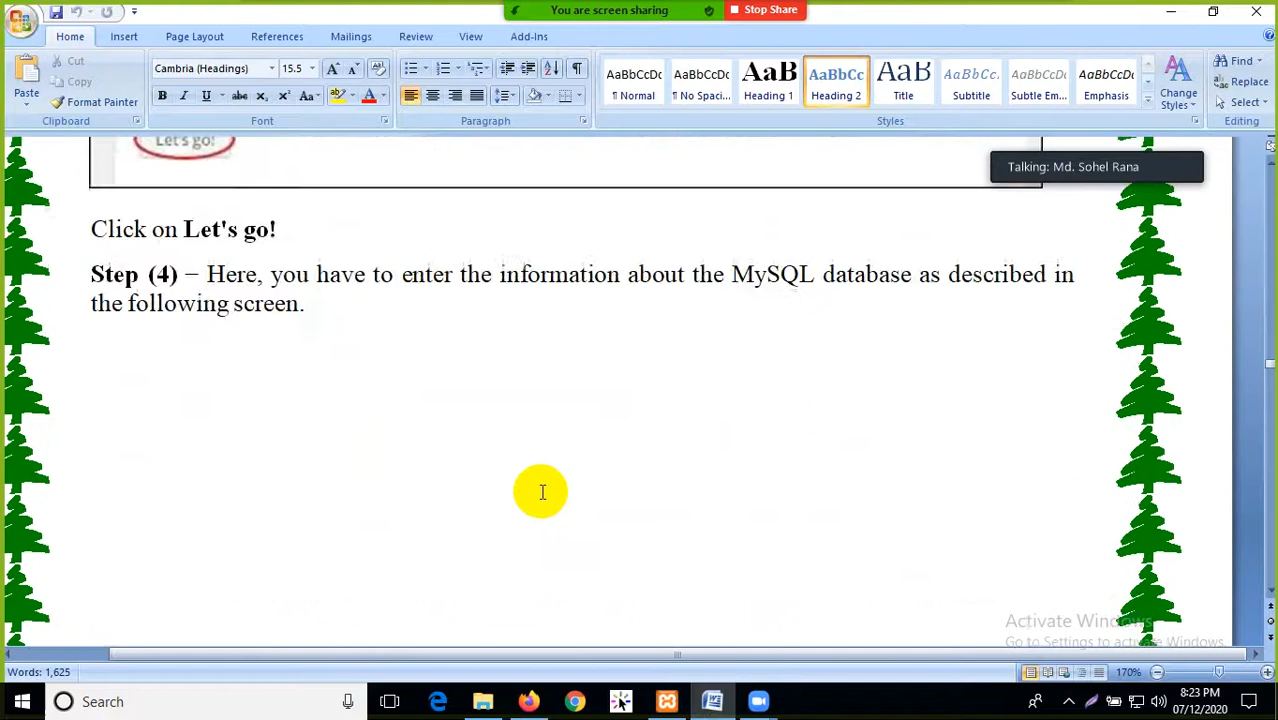 You are screen sharing
Stop Share
Home Insert Page Layout References Mailings Review View Add-Ins
Paste
Cut
Copy
Format Painter
Clipboard
Cambria (Headings) 15.5
Font
Paragraph
AaBbCcDc AaBbCcDc AaB AaBbCc AaB AaBbCc. AaBbCcDc AaBbCcDc
¶ Normal ¶ No Spaci... Heading 1 Heading 2 Title Subtitle Subtle Em... Emphasis
Change Styles
Styles
Find
Replace
Select
Editing
Let's go!
Talking: Md. Sohel Rana
Click on Let's go!
Step (4) − Here, you have to enter the information about the MySQL database as described in
the following screen.
Activate Windows
Go to Settings to activate Windows.
Words: 1,625
170%
Search
8:23 PM
07/12/2020